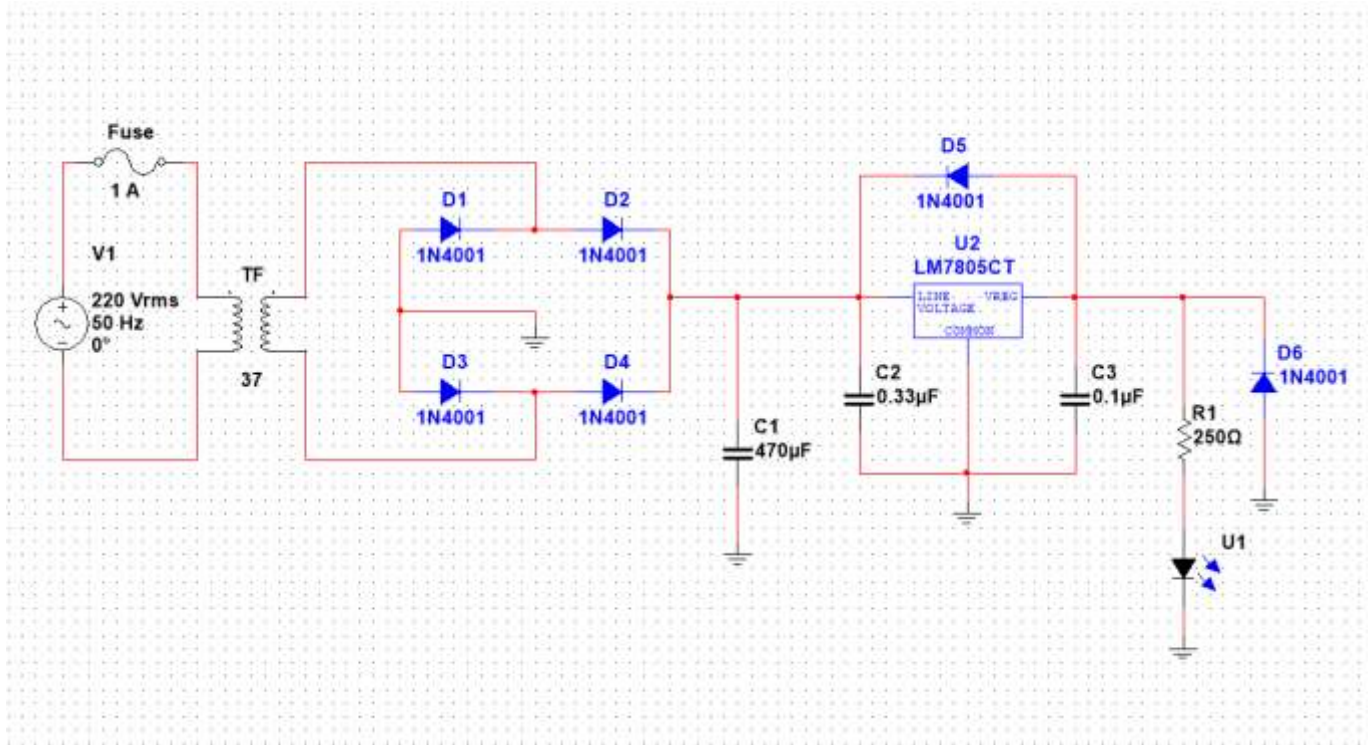 Fuse
1 A
V1
220 Vrms
50 Hz
0°
TF
37
D1
1N4001
D2
1N4001
D3
1N4001
D4
1N4001
C1
470µF
D5
1N4001
U2
LM7805CT
LINE VREG
VOLTAGE
COMMON
C2
0.33µF
C3
0.1µF
R1
250Ω
D6
1N4001
U1